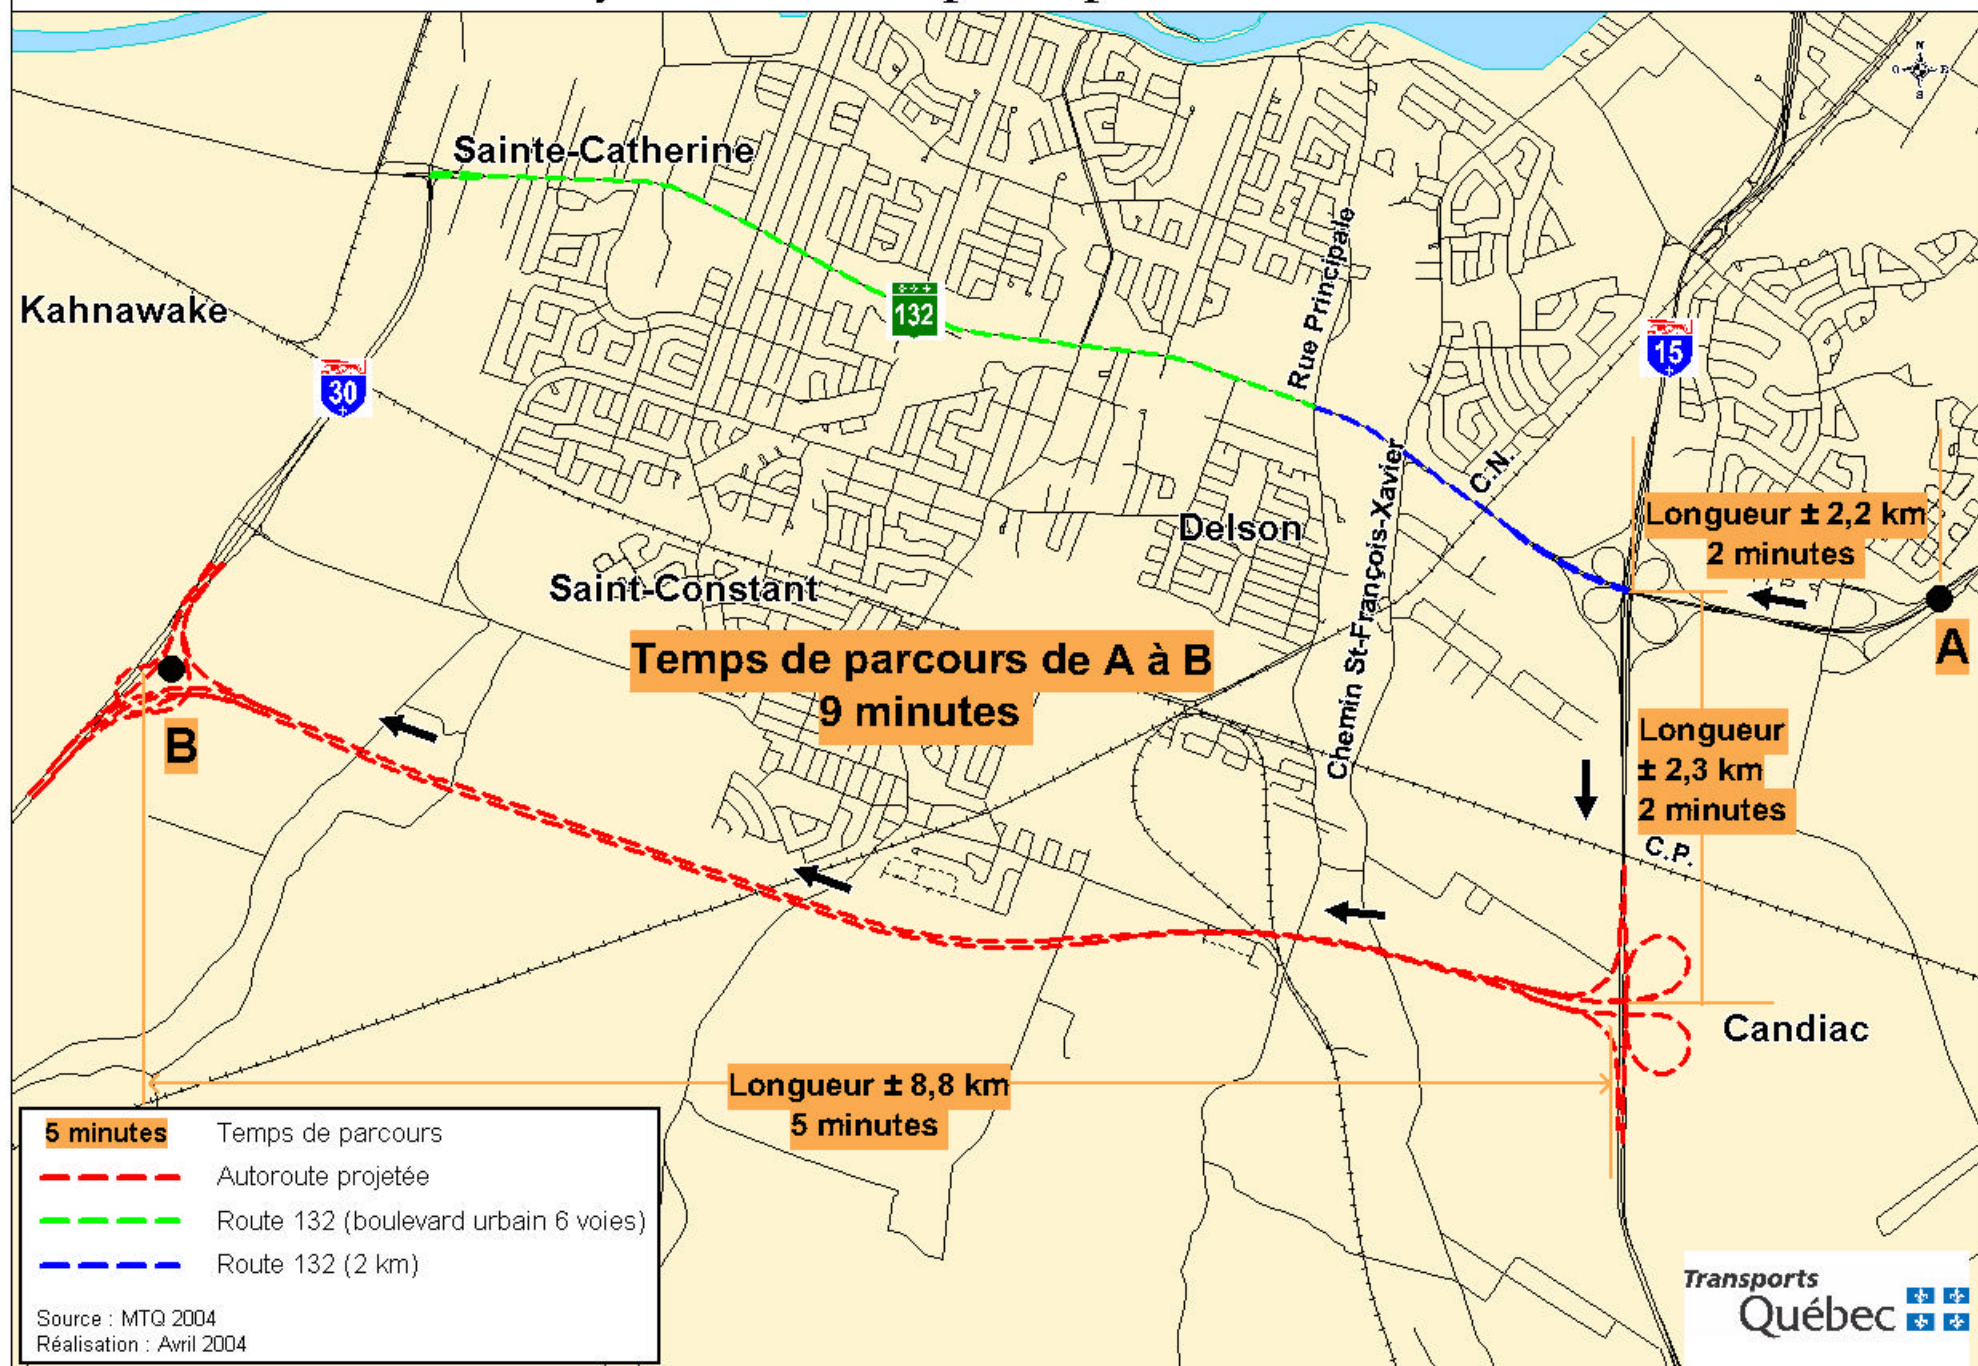 N
O
E
S
Sainte-Catherine
Kahnawake
132
Rue Principale
15
30
C.N.
Longueur ± 2,2 km
2 minutes
Delson
Chemin St-François-Xavier
Saint-Constant
Temps de parcours de A à B
9 minutes
A
B
Longueur
± 2,3 km
2 minutes
C.P.
Candiac
Longueur ± 8,8 km
5 minutes
5 minutes Temps de parcours
Autoroute projetée
Route 132 (boulevard urbain 6 voies)
Route 132 (2 km)
Source : MTQ 2004
Réalisation : Avril 2004
Transports
Québec